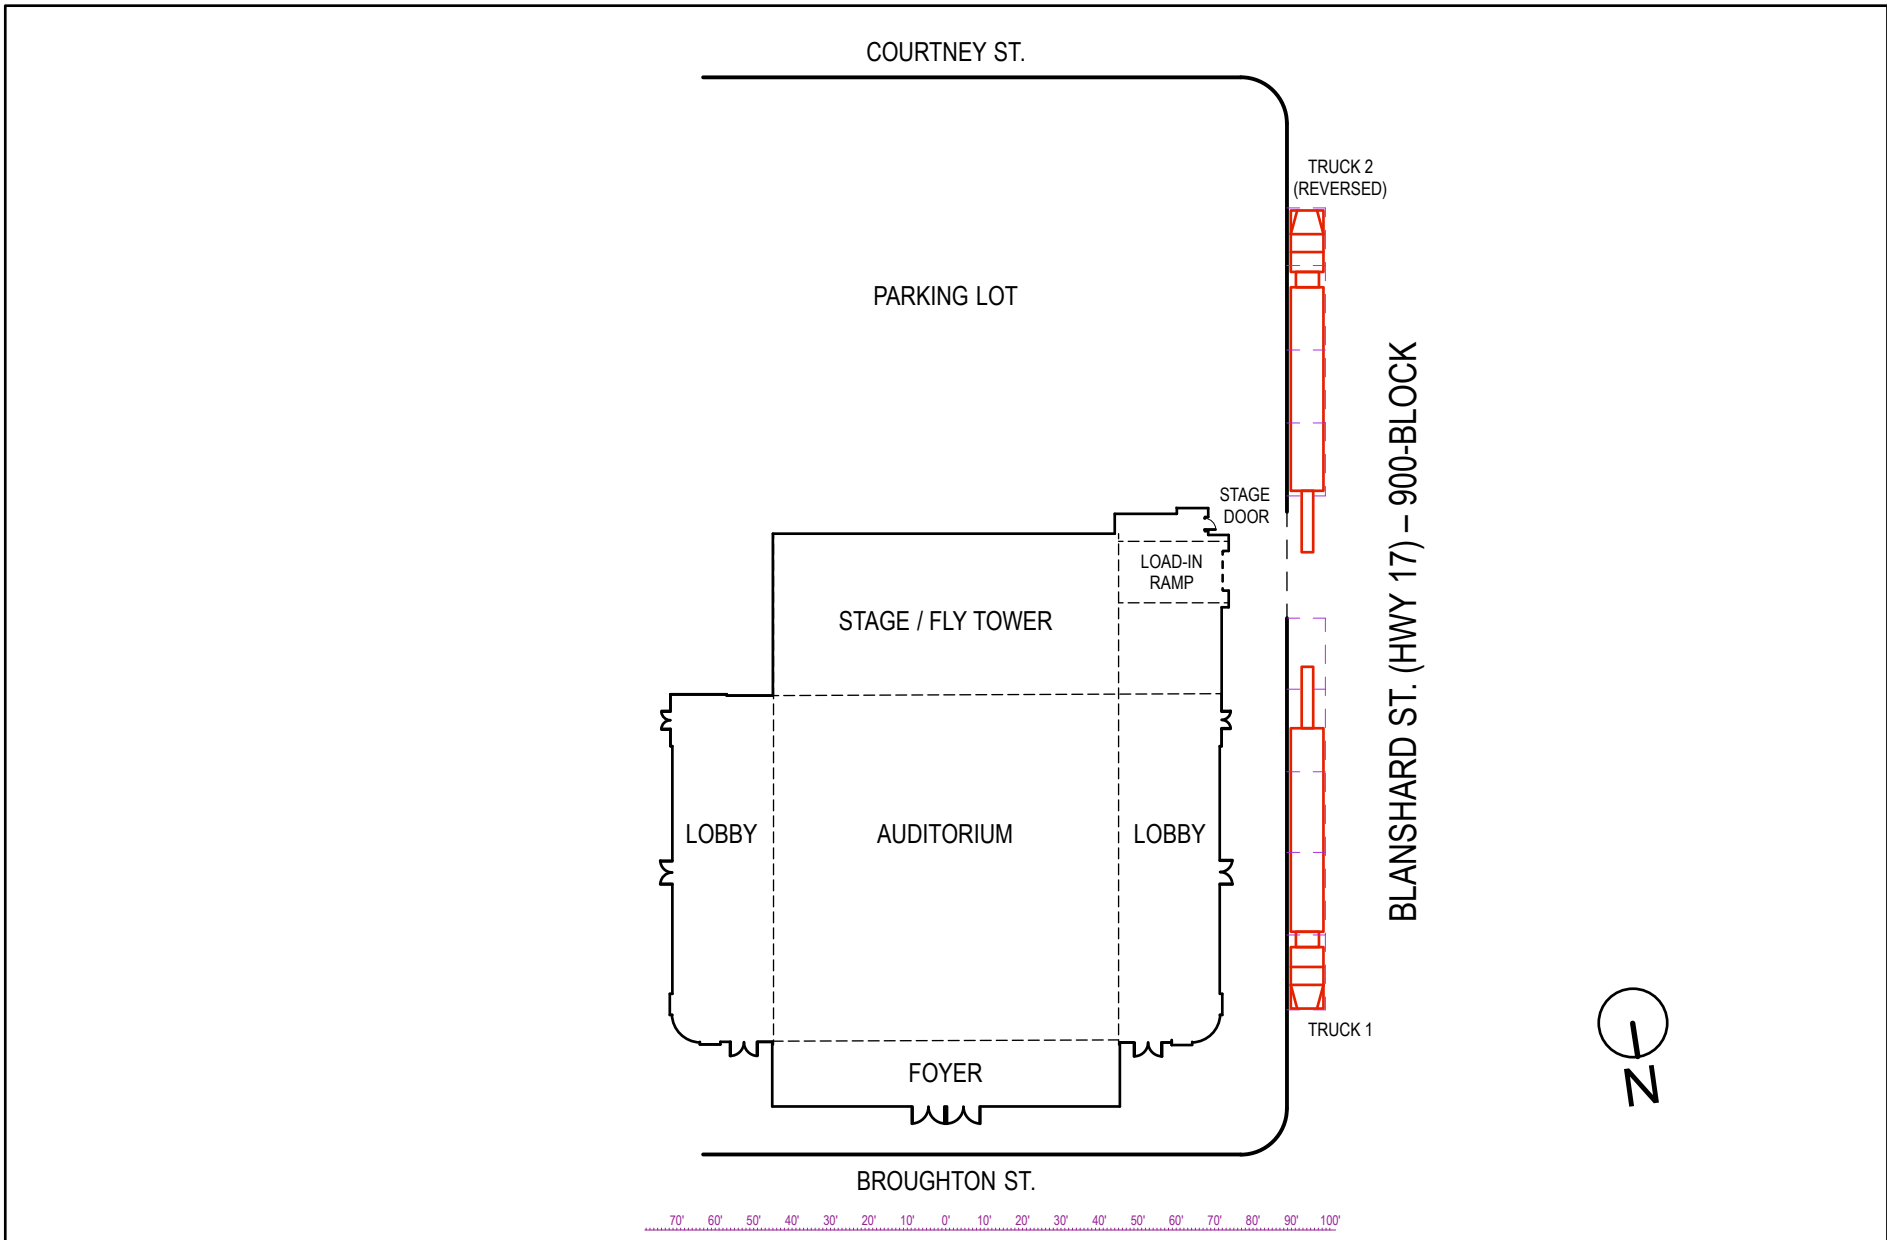 COURTNEY ST.
TRUCK 2
(REVERSED)
PARKING LOT
BLANSHARD ST. (HWY 17) – 900-BLOCK
STAGE
DOOR
LOAD-IN
RAMP
STAGE / FLY TOWER
LOBBY
AUDITORIUM
LOBBY
TRUCK 1
N
FOYER
BROUGHTON ST.
70' 60' 50' 40' 30' 20' 10' 0' 10' 20' 30' 40' 50' 60' 70' 80' 90' 100'